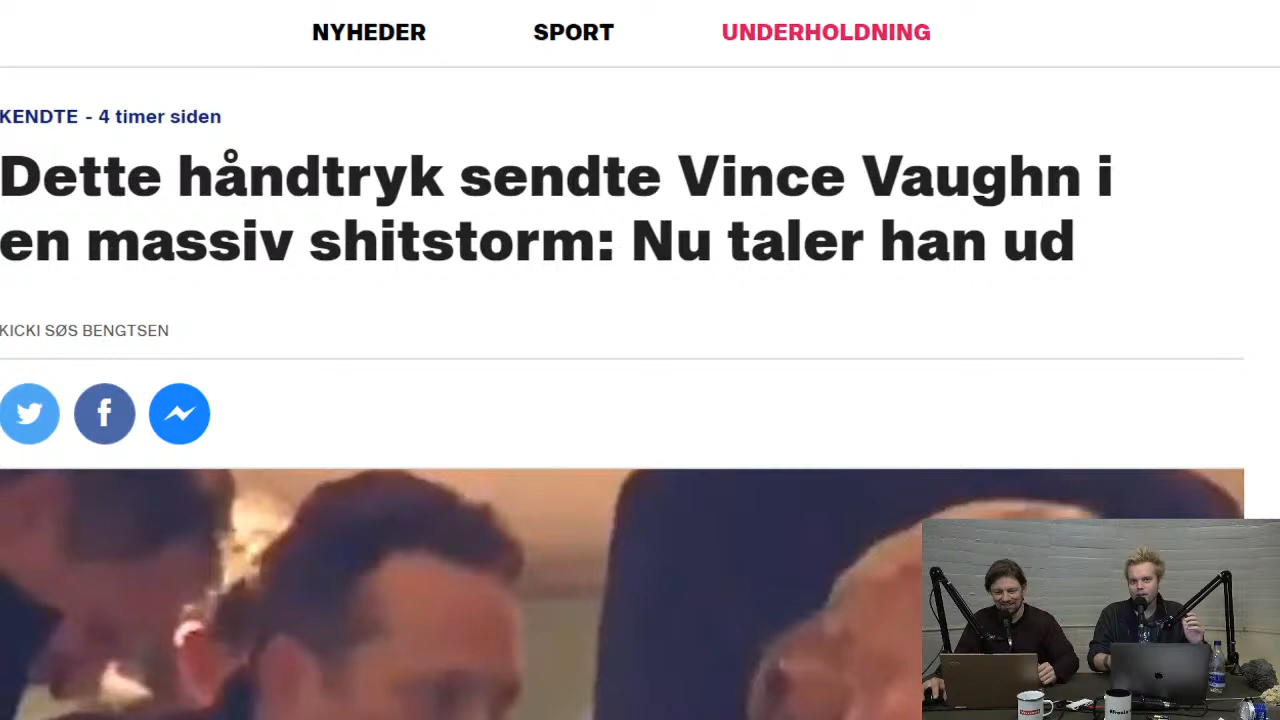 NYHEDER
SPORT
UNDERHOLDNING
KENDTE - 4 timer siden
Dette håndtryk sendte Vince Vaughn i
en massiv shitstorm: Nu taler han ud
KICKI SØS BENGTSEN
f